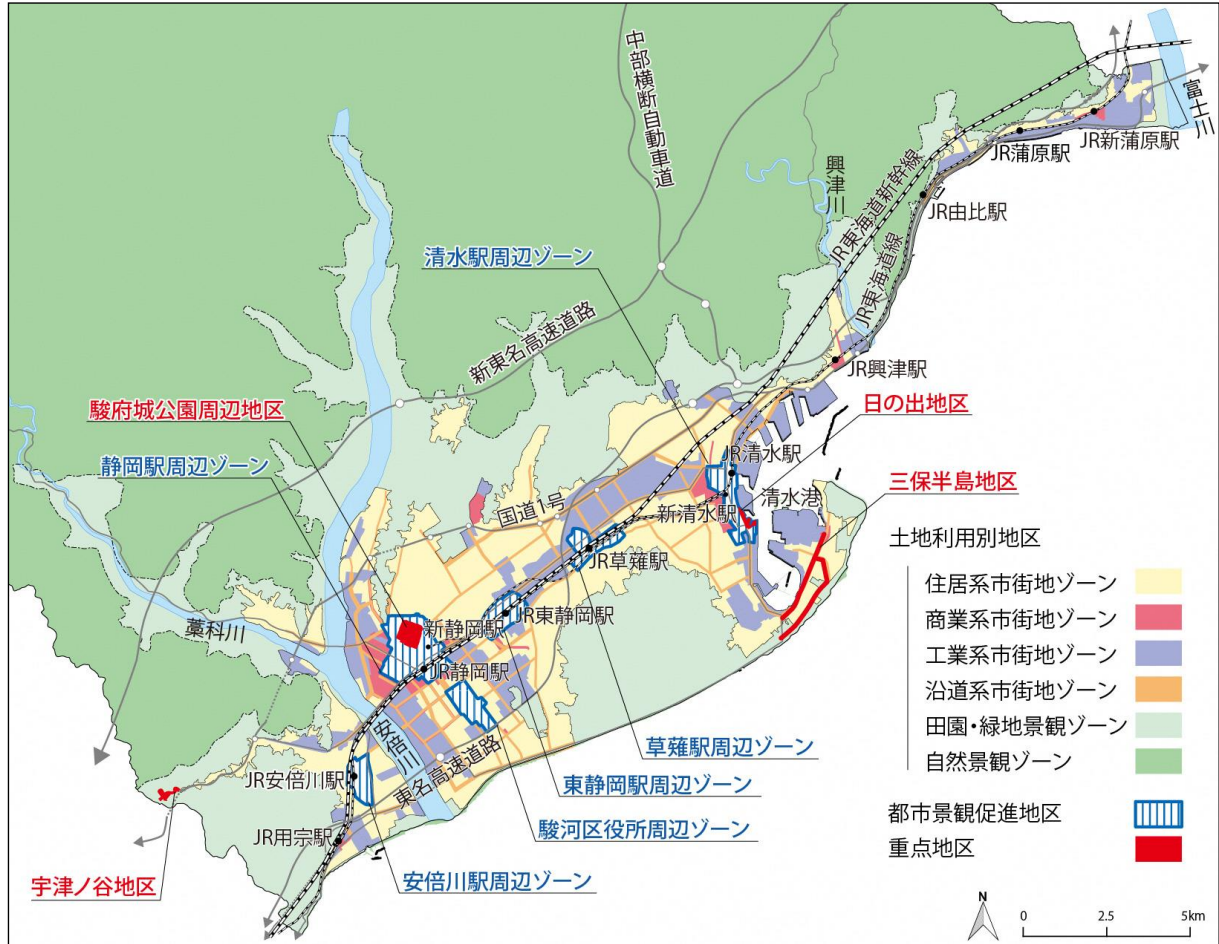 中部横断自動車道
富士川
JR新蒲原駅
JR蒲原駅
興津川
JR東海道新幹線
JR由比駅
JR東海道線
清水駅周辺ゾーン
新東名高速道路
JR興津駅
駿府城公園周辺地区
日の出地区
静岡駅周辺ゾーン
JR清水駅
三保半島地区
国道1号
新清水駅
清水港
JR草薙駅
藁科川
新静岡駅
JR東静岡駅
JR静岡駅
安倍川
東名高速道路
草薙駅周辺ゾーン
JR安倍川駅
東静岡駅周辺ゾーン
駿河区役所周辺ゾーン
JR用宗駅
宇津ノ谷地区
安倍川駅周辺ゾーン
土地利用別地区
住居系市街地ゾーン
商業系市街地ゾーン
工業系市街地ゾーン
沿道系市街地ゾーン
田園・緑地景観ゾーン
自然景観ゾーン
都市景観促進地区
重点地区
N
0 2.5 5km